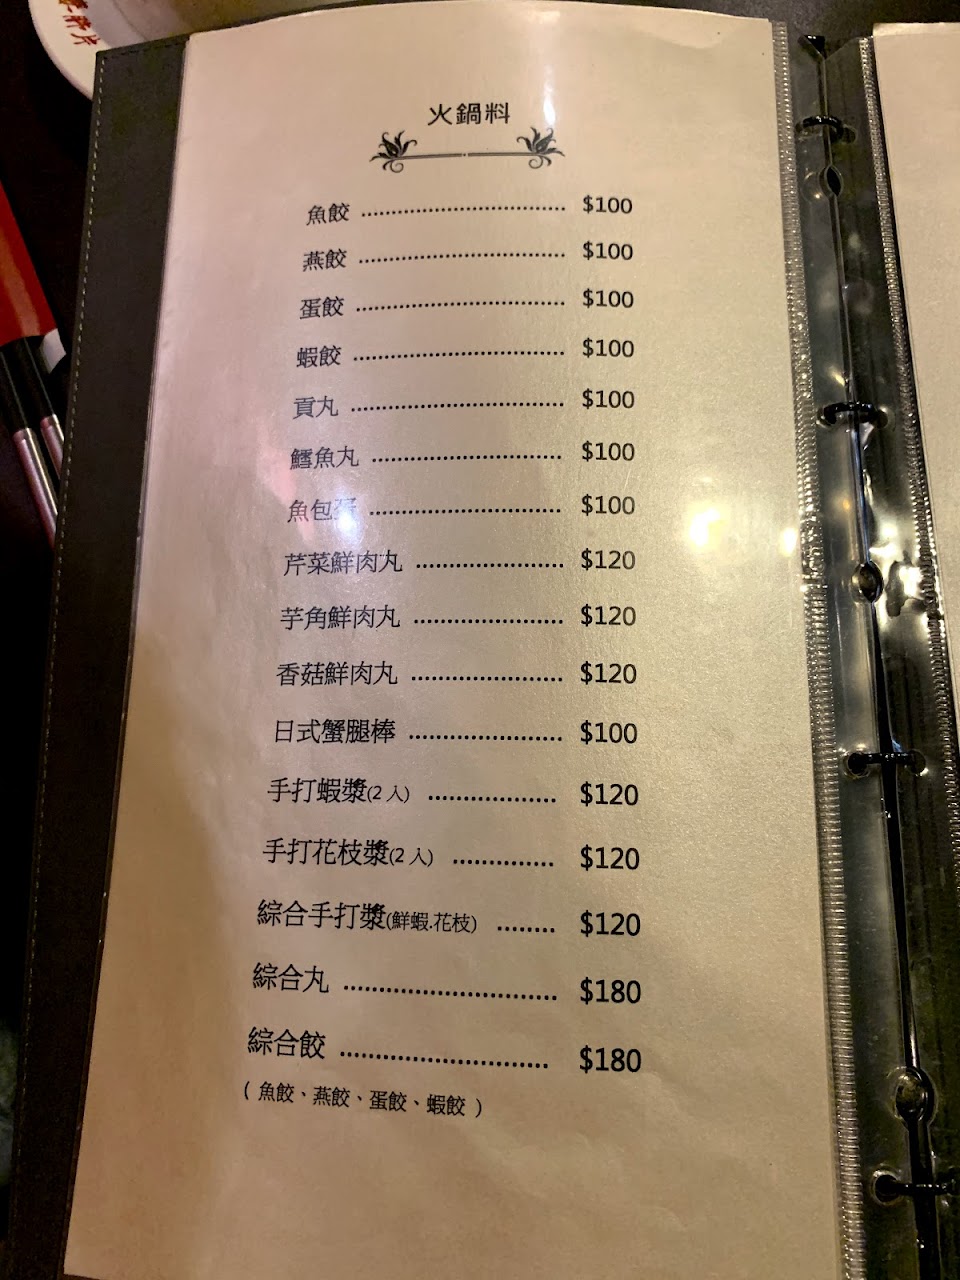 火鍋料
魚餃 ................................ $100
燕餃 ................................ $100
蛋餃 ................................ $100
蝦餃 ................................ $100
貢丸 ................................ $100
鱈魚丸 ............................. $100
魚包蛋 ............................. $100
芹菜鮮肉丸 ...................... $120
芋角鮮肉丸 ...................... $120
香菇鮮肉丸 ...................... $120
日式蟹腿棒 ...................... $100
手打蝦漿(2 入) .................. $120
手打花枝漿(2 入) .............. $120
綜合手打漿(鮮蝦.花枝) ........ $120
綜合丸 ............................. $180
綜合餃 ............................. $180
( 魚餃、燕餃、蛋餃、蝦餃 )